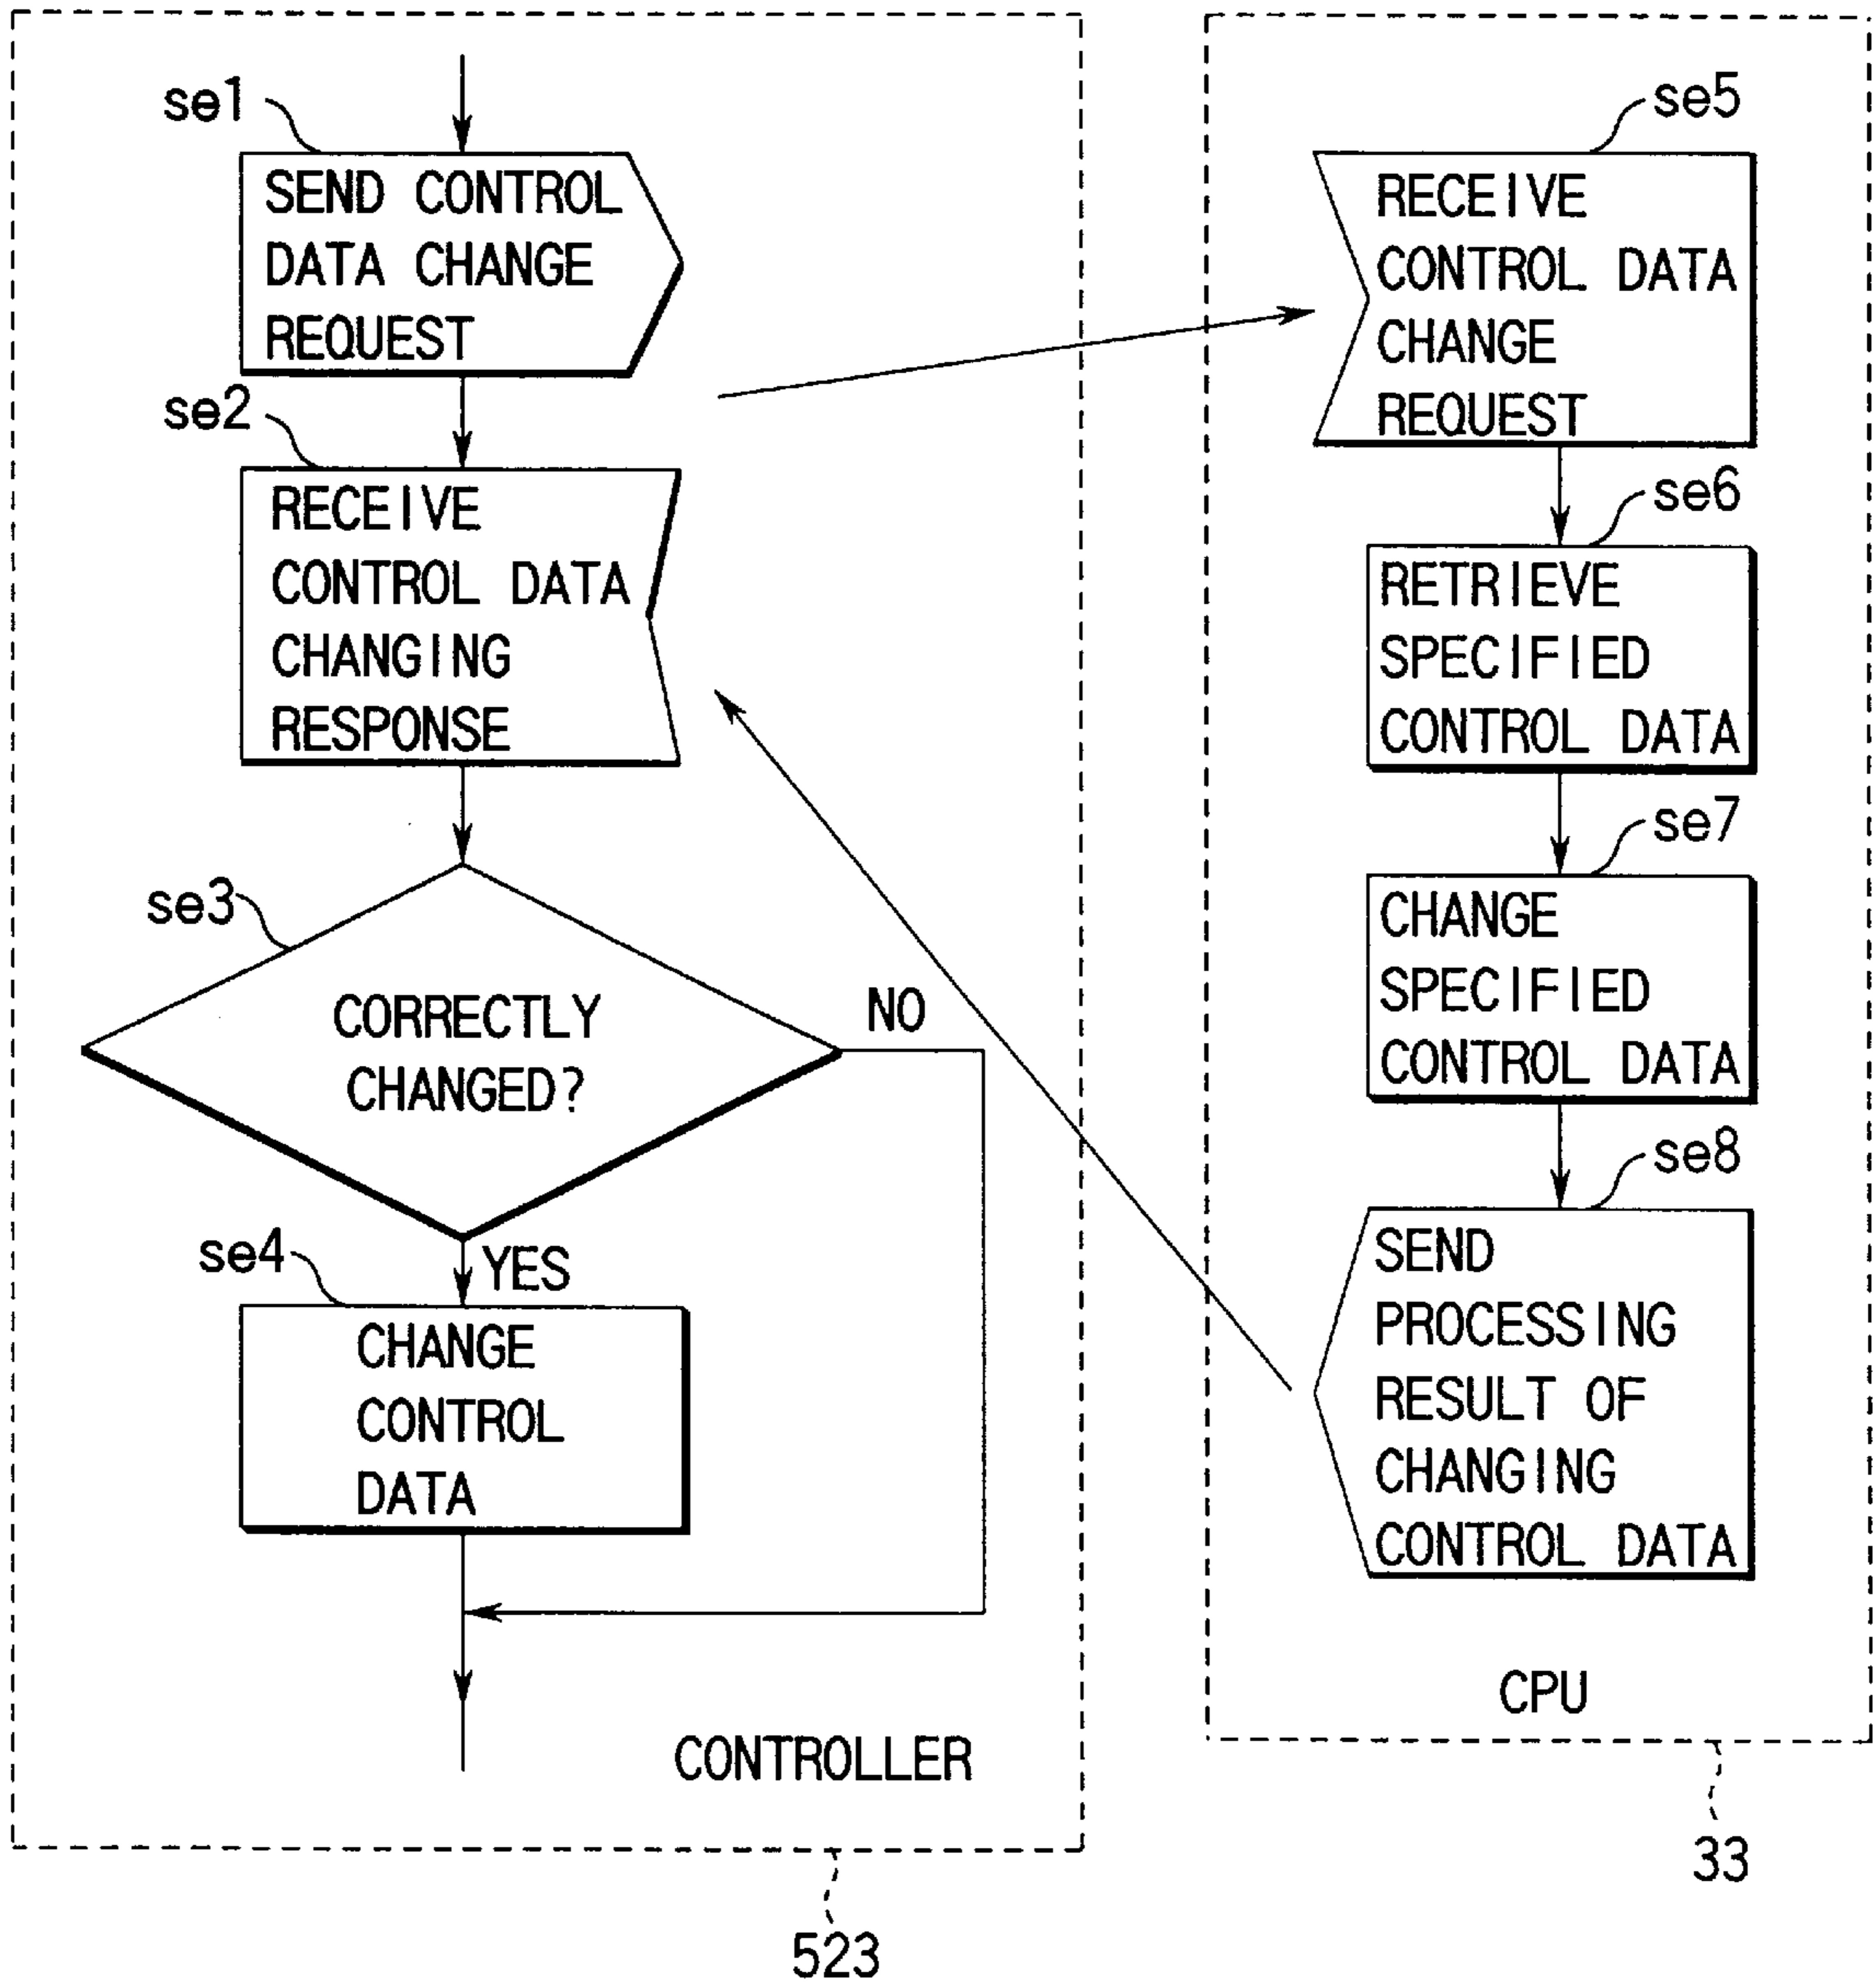 se1
SEND CONTROL
DATA CHANGE
REQUEST
se2
RECEIVE
CONTROL DATA
CHANGING
RESPONSE
se3
CORRECTLY
CHANGED?
NO
YES
se4
CHANGE
CONTROL
DATA
CONTROLLER
523
se5
RECEIVE
CONTROL DATA
CHANGE
REQUEST
se6
RETRIEVE
SPECIFIED
CONTROL DATA
se7
CHANGE
SPECIFIED
CONTROL DATA
se8
SEND
PROCESSING
RESULT OF
CHANGING
CONTROL DATA
CPU
33